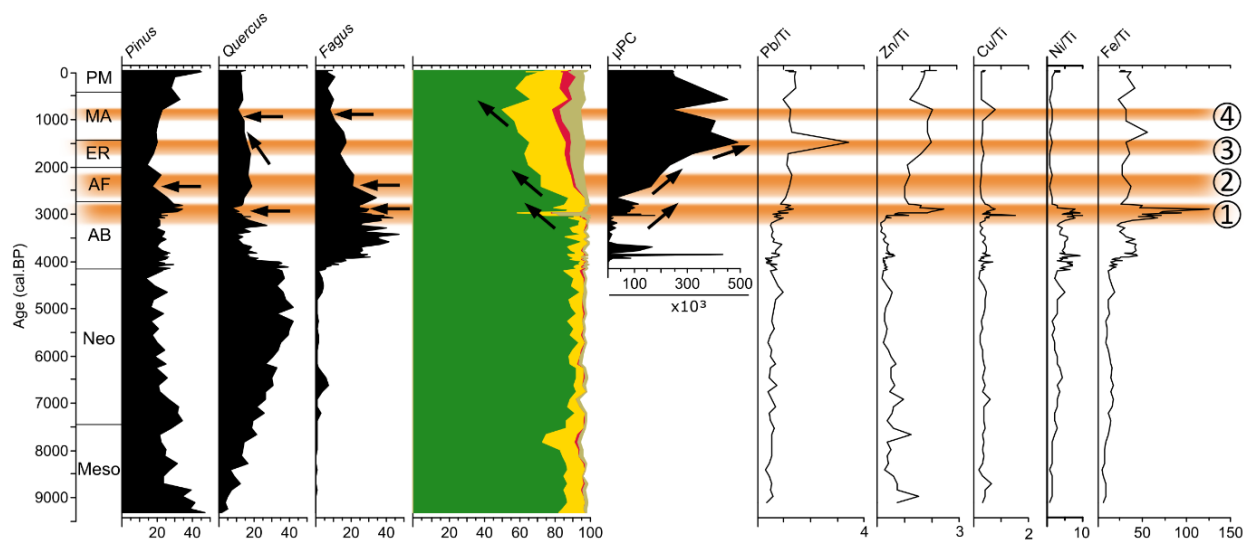 Pinus Quercus Fagus µPC Pb/Ti Zn/Ti Cu/Ti Ni/Ti Fe/Ti
0 PM
1000 MA ④
ER ③
2000
AF ②
3000 ①
AB
4000 100 300 500
x10³
5000
Neo
6000
7000
8000 Meso
9000
20 40 20 40 20 40 20 40 60 80 100 4 3 2 10 50 100 150
Age (cal.BP)